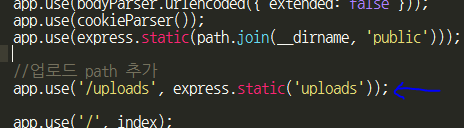 app.use(bodyParser.urlencoded({ extended: false }));
app.use(cookieParser());
app.use(express.static(path.join(__dirname, 'public')));
//업로드 path 추가
app.use('/uploads', express.static('uploads'));
app.use('/', index);